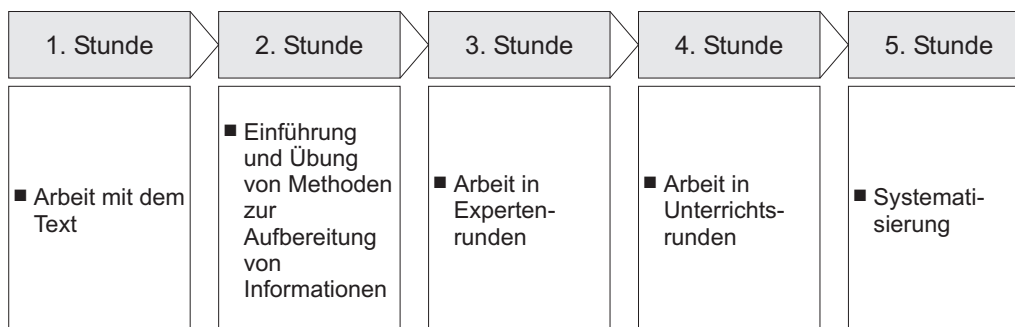 1. Stunde
2. Stunde
3. Stunde
4. Stunde
5. Stunde
■ Arbeit mit dem
Text
■ Einführung
und Übung
von Methoden
zur
Aufbereitung
von
Informationen
■ Arbeit in
Experten-
runden
■ Arbeit in
Unterrichts-
runden
■ Systemati-
sierung